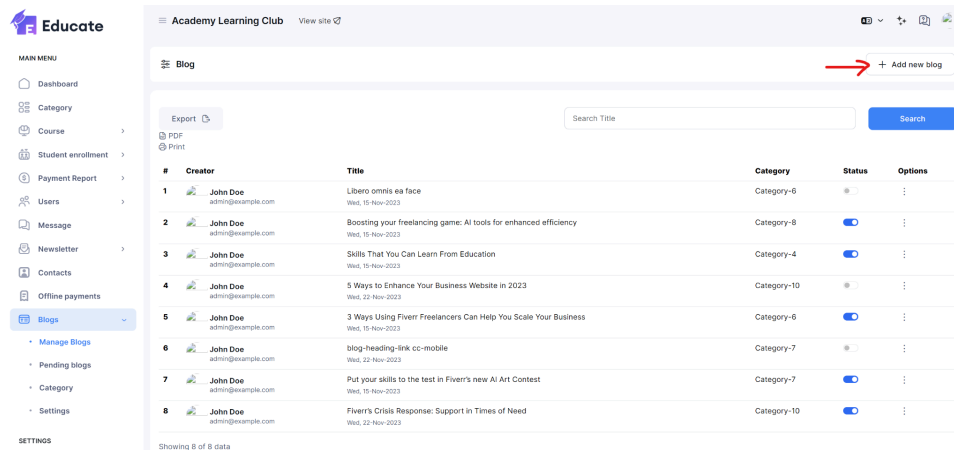 Educate
Academy Learning Club View site
MAIN MENU
Dashboard
Category
Course
Student enrollment
Payment Report
Users
Message
Newsletter
Contacts
Offline payments
Blogs
Manage Blogs
Pending blogs
Category
Settings
SETTINGS
Blog
+ Add new blog
Export
PDF
Print
Search Title
Search
# Creator Title Category Status Options
1 John Doe Libero omnis ea face Category-6
admin@example.com Wed, 15-Nov-2023
2 John Doe Boosting your freelancing game: AI tools for enhanced efficiency Category-8
admin@example.com Wed, 15-Nov-2023
3 John Doe Skills That You Can Learn From Education Category-4
admin@example.com Wed, 15-Nov-2023
4 John Doe 5 Ways to Enhance Your Business Website in 2023 Category-10
admin@example.com Wed, 22-Nov-2023
5 John Doe 3 Ways Using Fiverr Freelancers Can Help You Scale Your Business Category-6
admin@example.com Wed, 15-Nov-2023
6 John Doe blog-heading-link cc-mobile Category-7
admin@example.com Wed, 22-Nov-2023
7 John Doe Put your skills to the test in Fiverr's new AI Art Contest Category-7
admin@example.com Wed, 15-Nov-2023
8 John Doe Fiverr's Crisis Response: Support in Times of Need Category-10
admin@example.com Wed, 22-Nov-2023
Showing 8 of 8 data